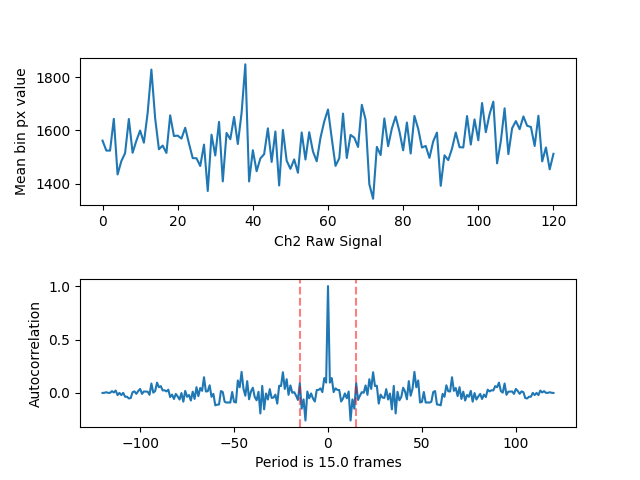 Mean bin px value
1800
1600
1400
0 20 40 60 80 100 120
Ch2 Raw Signal
Autocorrelation
1.0
0.5
0.0
−100 −50 0 50 100
Period is 15.0 frames